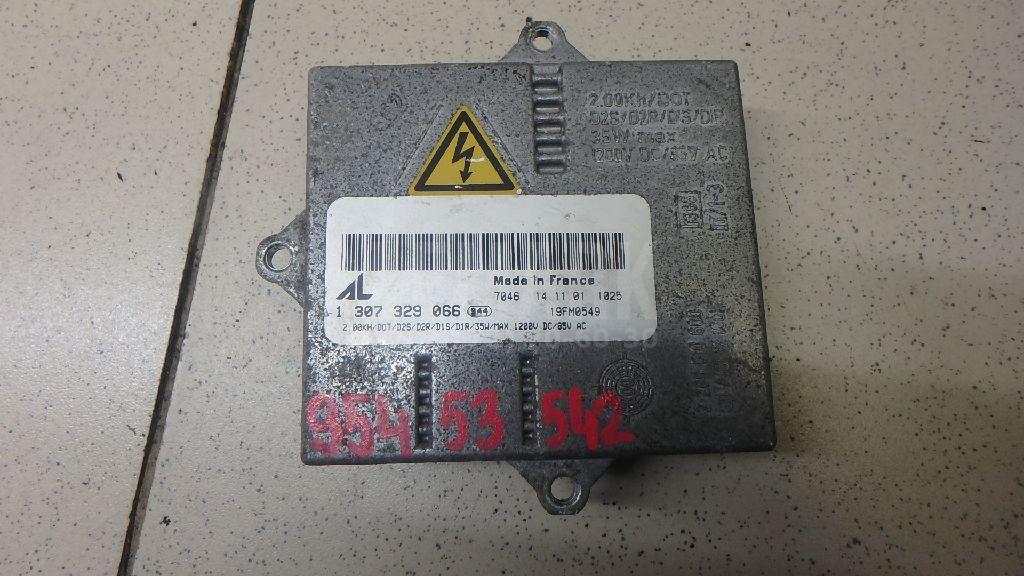 2.00Kh/DOT
D2S/D2R/D1S/D1R
35W max
1200V DC/85V AC
Made in France
7046 14 11 01 1025
AL
1 307 329 066 944 19FM0549
2.00KH/DOT/D2S/D2R/D1S/D1R/35W/MAX 1200V DC/85V AC
954 53 542